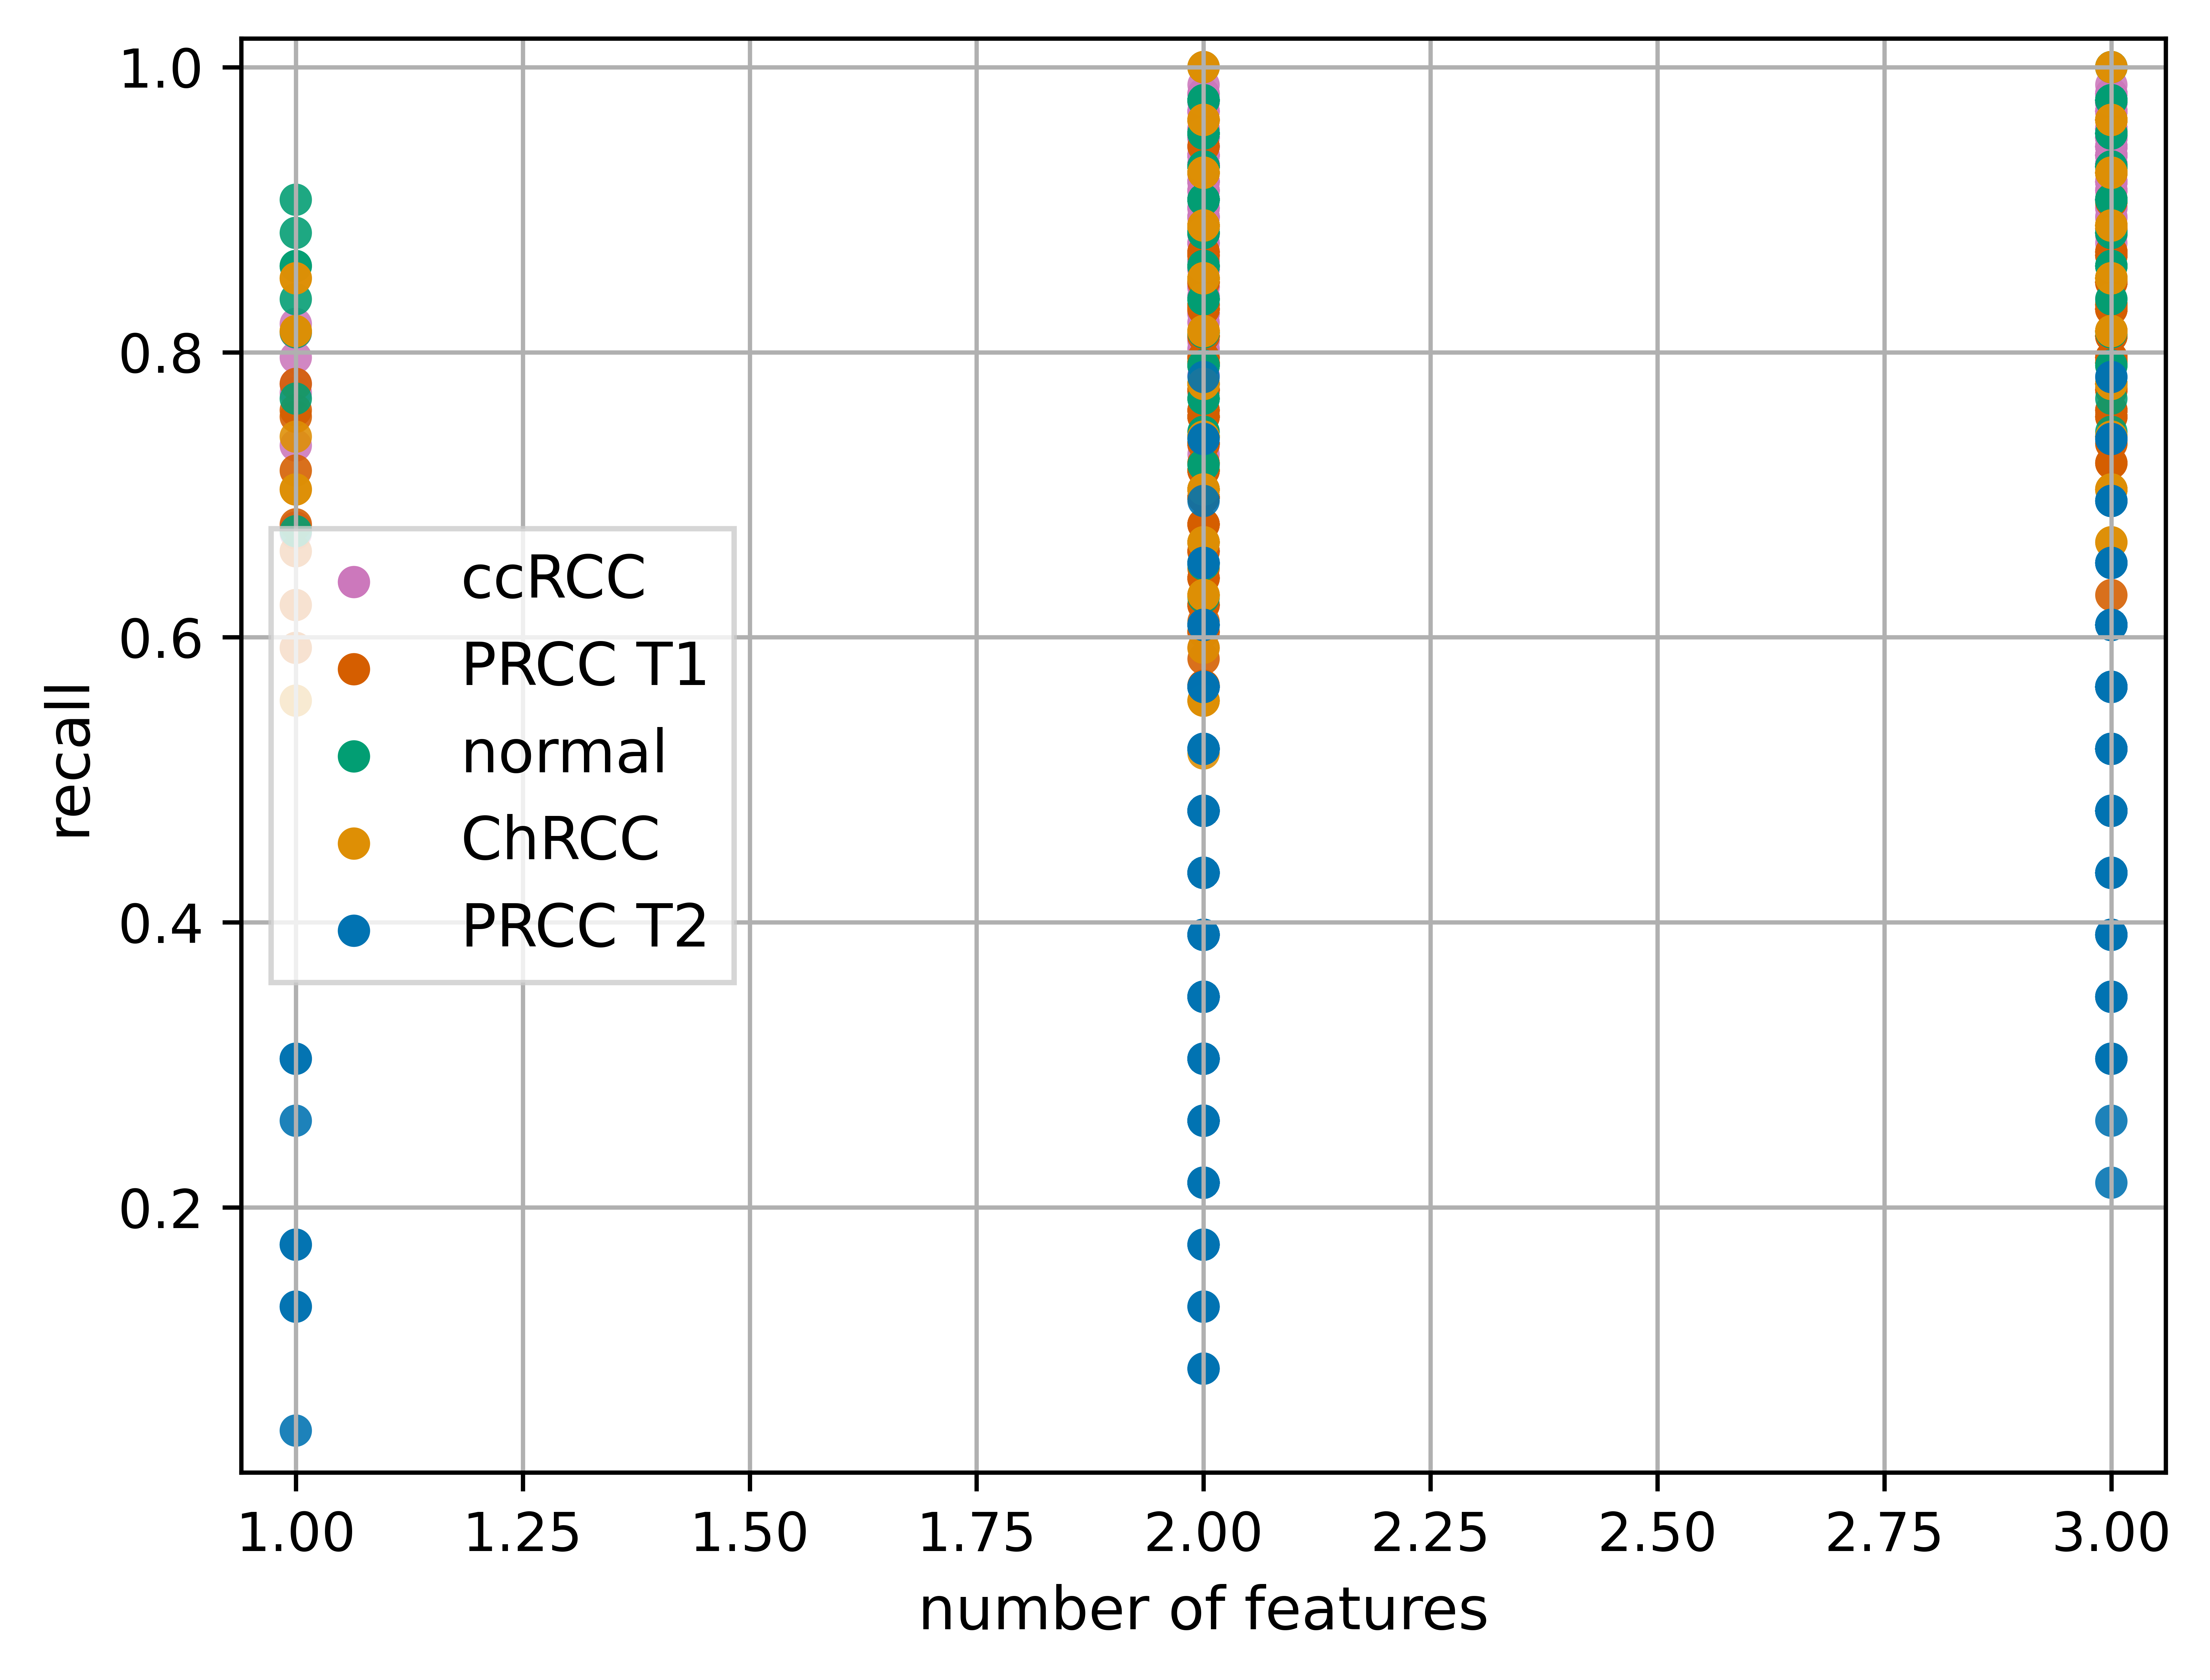 1.0
0.8
0.6
0.4
0.2
recall
ccRCC
PRCC T1
normal
ChRCC
PRCC T2
1.00 1.25 1.50 1.75 2.00 2.25 2.50 2.75 3.00
number of features